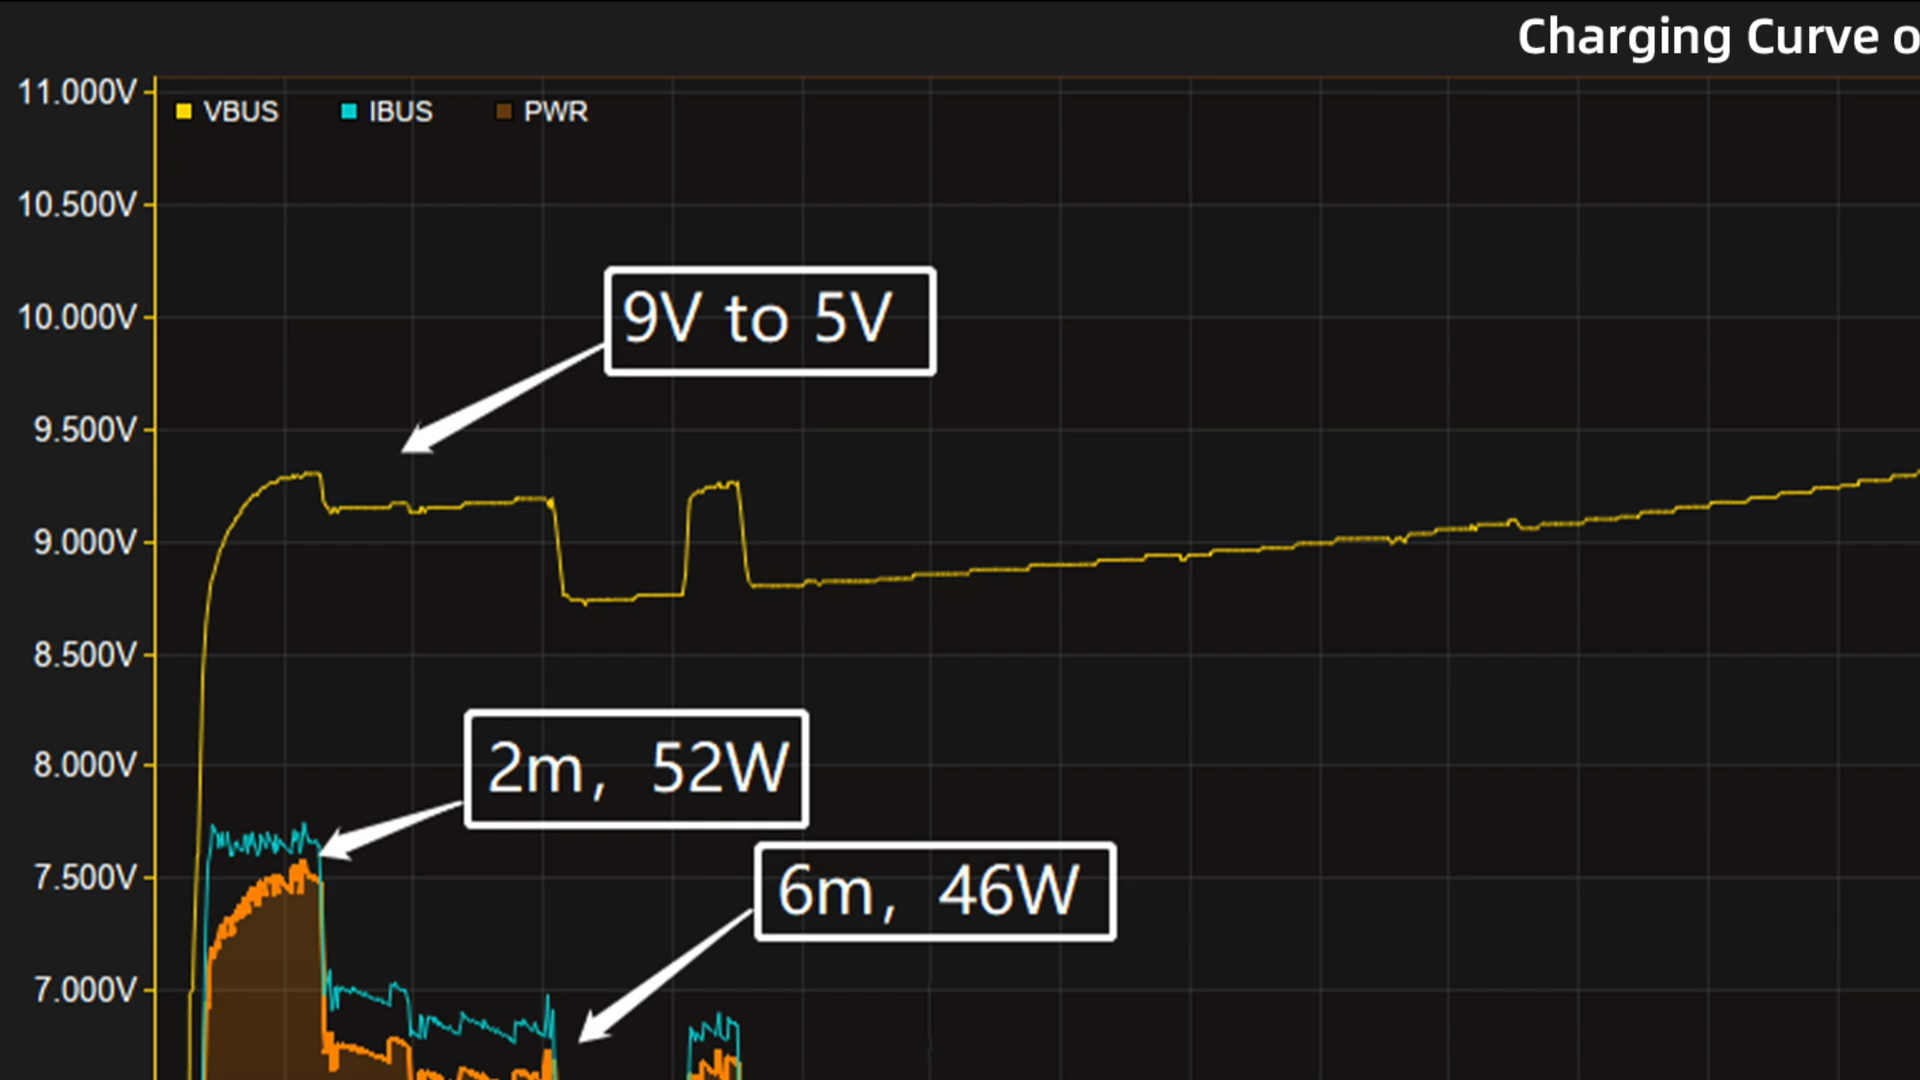 Charging Curve o
11.000V
VBUS IBUS PWR
10.500V
10.000V
9V to 5V
9.500V
9.000V
8.500V
8.000V
2m, 52W
7.500V
6m, 46W
7.000V